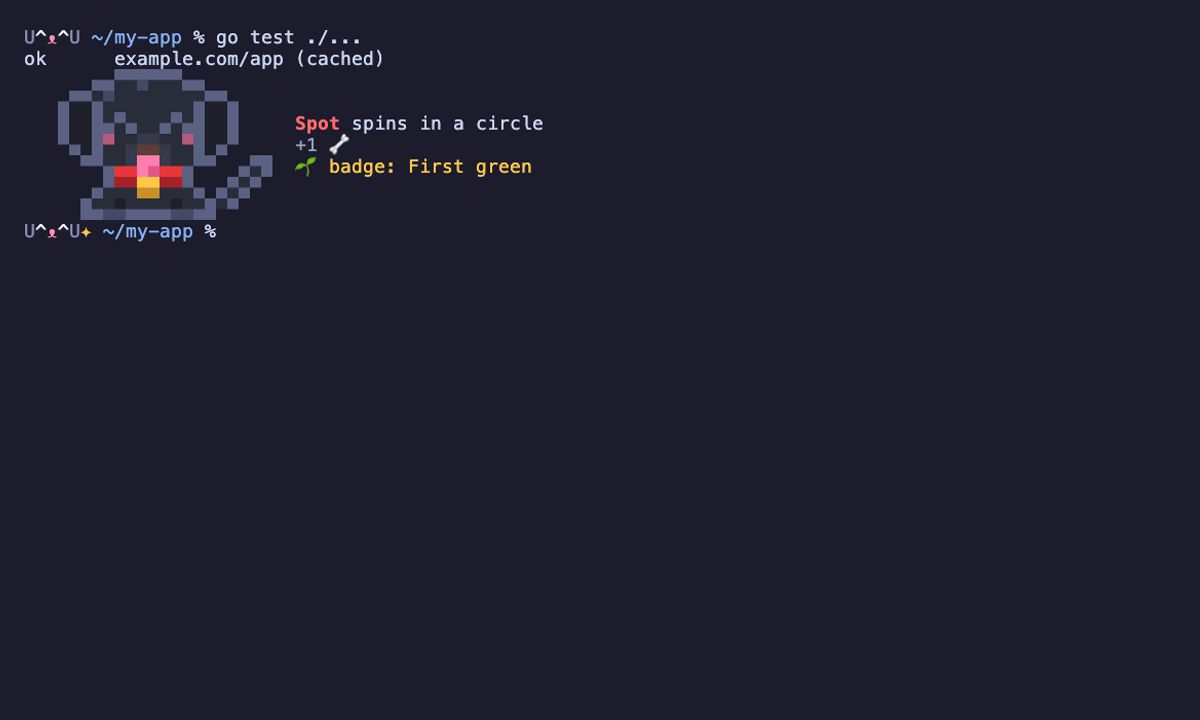 U^ᴥ^U ~/my-app % go test ./...
ok      example.com/app (cached)
Spot spins in a circle
+1 🦴
🌱 badge: First green
U^ᴥ^U✦ ~/my-app %